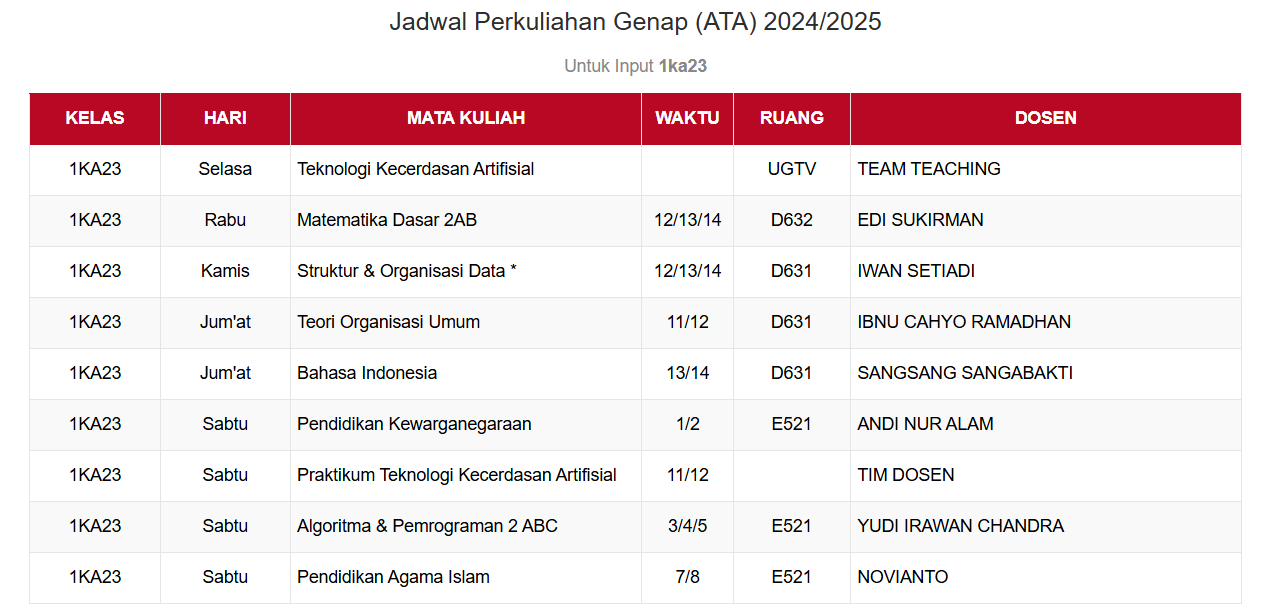 Jadwal Perkuliahan Genap (ATA) 2024/2025
Untuk Input 1ka23
KELAS HARI MATA KULIAH WAKTU RUANG DOSEN
1KA23 Selasa Teknologi Kecerdasan Artifisial UGTV TEAM TEACHING
1KA23 Rabu Matematika Dasar 2AB 12/13/14 D632 EDI SUKIRMAN
1KA23 Kamis Struktur & Organisasi Data * 12/13/14 D631 IWAN SETIADI
1KA23 Jum'at Teori Organisasi Umum 11/12 D631 IBNU CAHYO RAMADHAN
1KA23 Jum'at Bahasa Indonesia 13/14 D631 SANGSANG SANGABAKTI
1KA23 Sabtu Pendidikan Kewarganegaraan 1/2 E521 ANDI NUR ALAM
1KA23 Sabtu Praktikum Teknologi Kecerdasan Artifisial 11/12 TIM DOSEN
1KA23 Sabtu Algoritma & Pemrograman 2 ABC 3/4/5 E521 YUDI IRAWAN CHANDRA
1KA23 Sabtu Pendidikan Agama Islam 7/8 E521 NOVIANTO